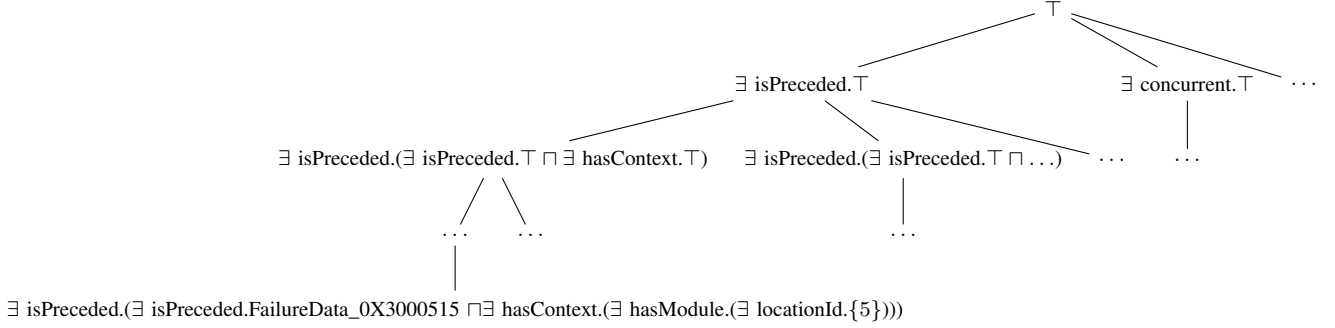 ⊤
∃ isPreceded.⊤ ∃ concurrent.⊤ ···
∃ isPreceded.(∃ isPreceded.⊤ ⊓ ∃ hasContext.⊤) ∃ isPreceded.(∃ isPreceded.⊤ ⊓ ...) ··· ···
··· ··· ···
∃ isPreceded.(∃ isPreceded.FailureData_0X3000515 ⊓∃ hasContext.(∃ hasModule.(∃ locationId.{5})))